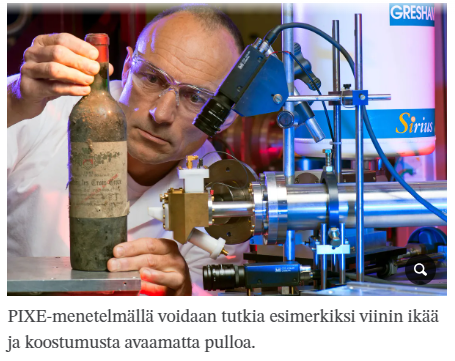 GRESHAM
Sirius
PIXE-menetelmällä voidaan tutkia esimerkiksi viinin ikää
ja koostumusta avaamatta pulloa.